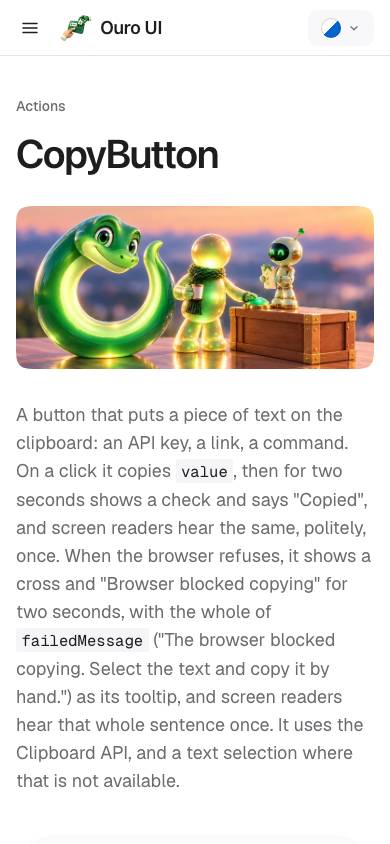 Ouro UI
Actions
CopyButton
A button that puts a piece of text on the
clipboard: an API key, a link, a command.
On a click it copies value, then for two
seconds shows a check and says "Copied",
and screen readers hear the same, politely,
once. When the browser refuses, it shows a
cross and "Browser blocked copying" for
two seconds, with the whole of
failedMessage ("The browser blocked
copying. Select the text and copy it by
hand.") as its tooltip, and screen readers
hear that whole sentence once. It uses the
Clipboard API, and a text selection where
that is not available.